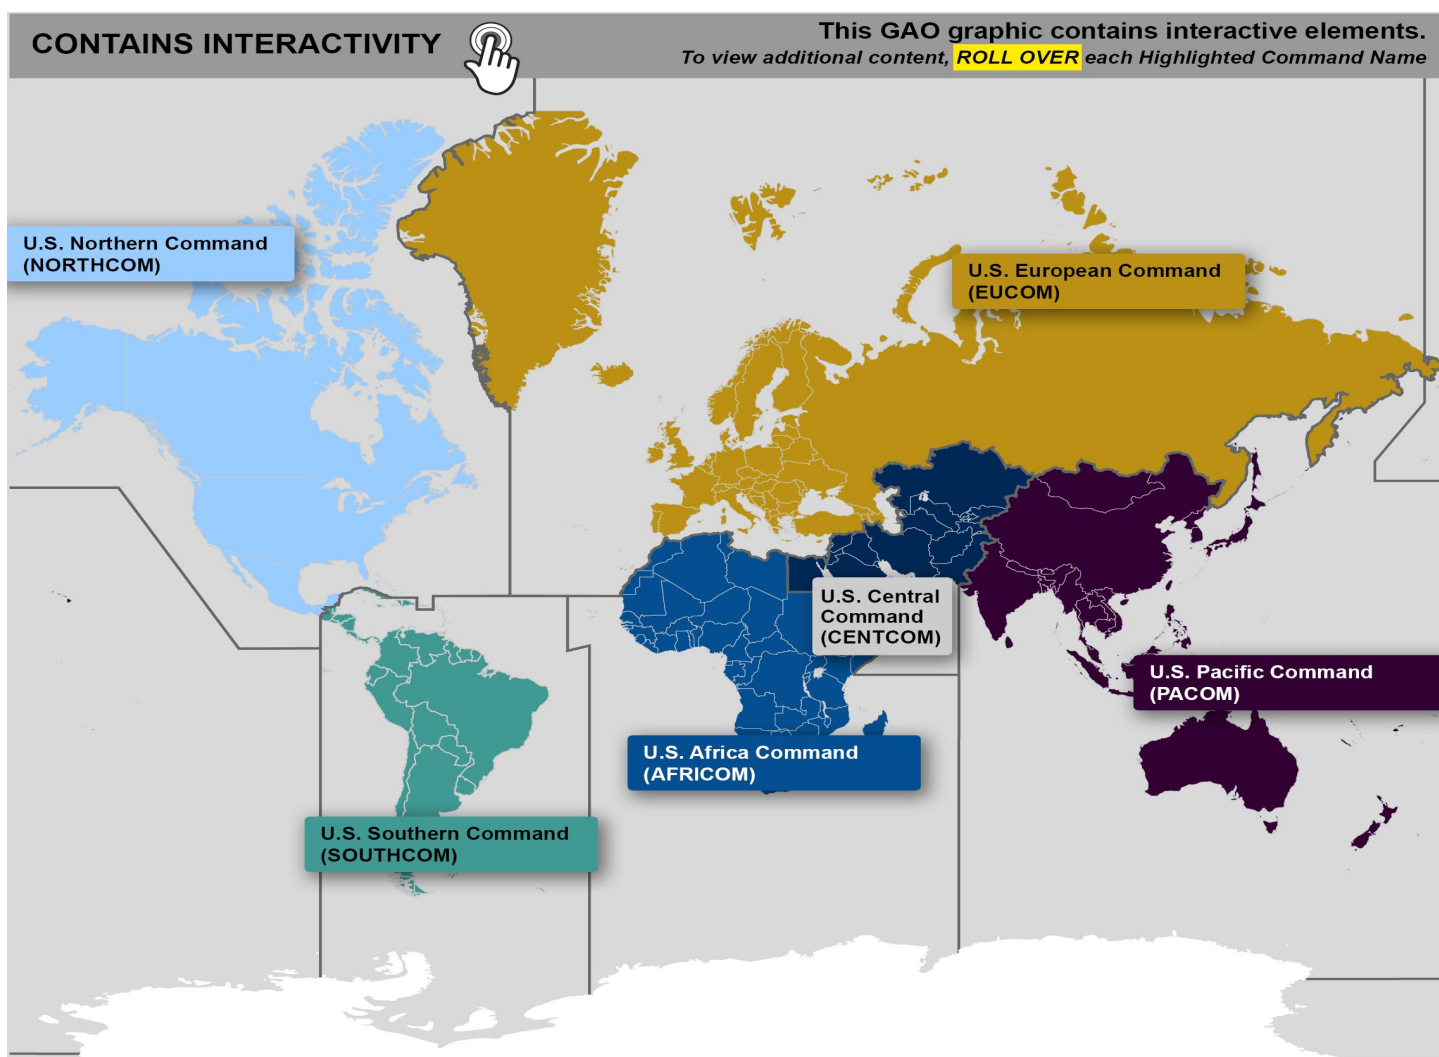 CONTAINS INTERACTIVITY
This GAO graphic contains interactive elements.
To view additional content, ROLL OVER each Highlighted Command Name
U.S. Northern Command
(NORTHCOM)
U.S. European Command
(EUCOM)
U.S. Central
Command
(CENTCOM)
U.S. Pacific Command
(PACOM)
U.S. Africa Command
(AFRICOM)
U.S. Southern Command
(SOUTHCOM)